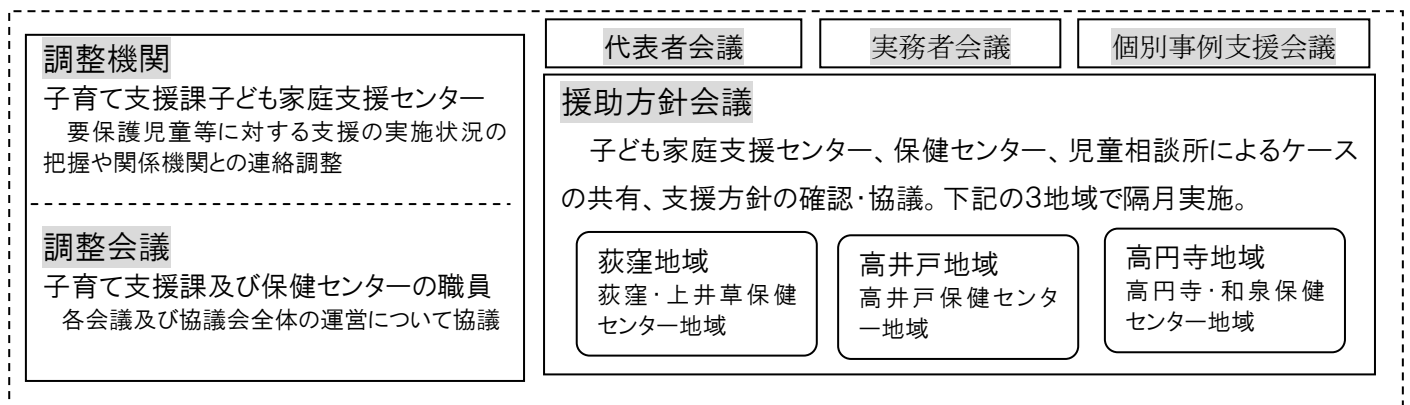 調整機関
子育て支援課子ども家庭支援センター
要保護児童等に対する支援の実施状況の
把握や関係機関との連絡調整
調整会議
子育て支援課及び保健センターの職員
各会議及び協議会全体の運営について協議
代表者会議
実務者会議
個別事例支援会議
援助方針会議
子ども家庭支援センター、保健センター、児童相談所によるケース
の共有、支援方針の確認・協議。下記の3地域で隔月実施。
荻窪地域
荻窪・上井草保健
センター地域
高井戸地域
高井戸保健センタ
ー地域
高円寺地域
高円寺・和泉保健
センター地域